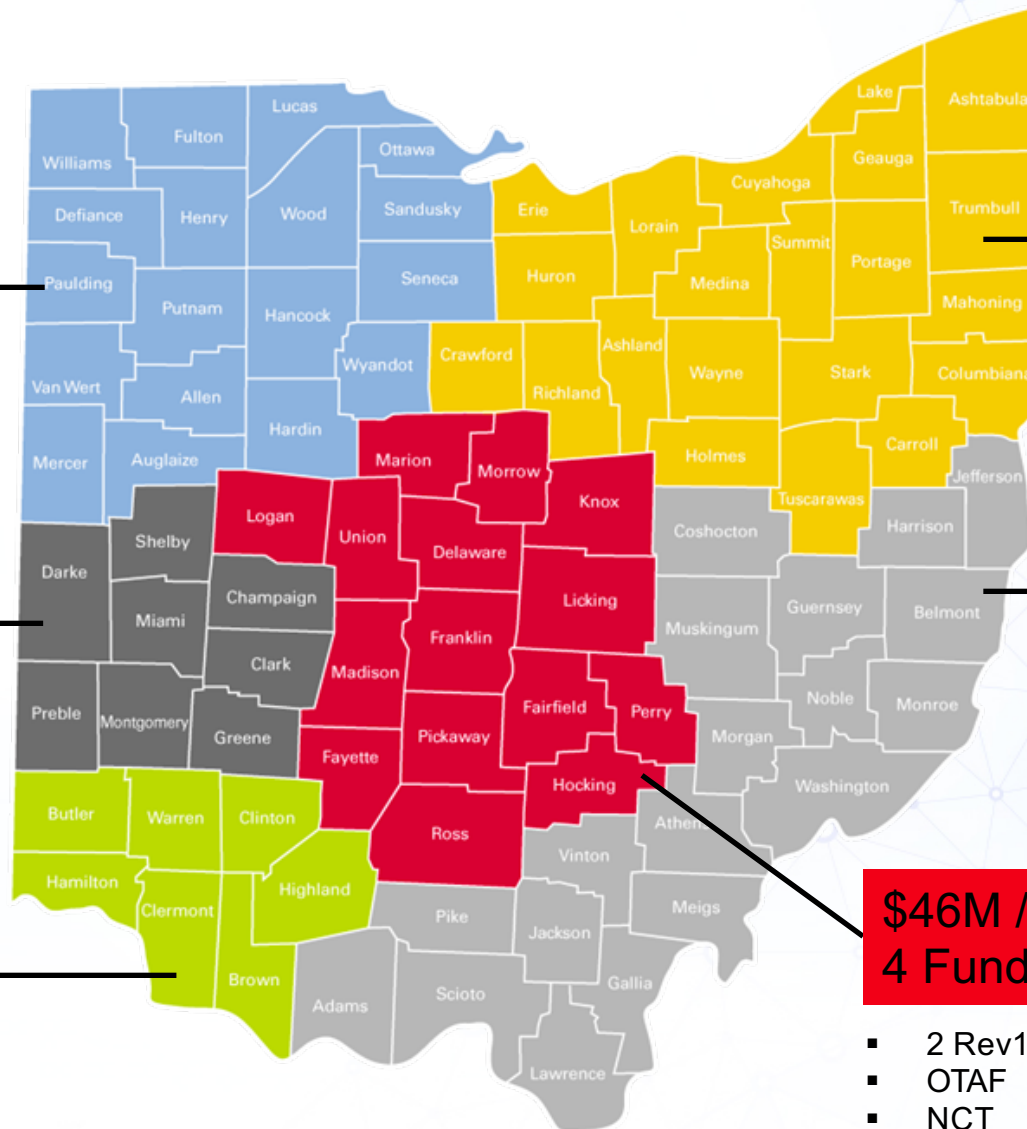 Lake
Ashtabula
Lucas
Fulton
Williams
Ottawa
Geauga
Cuyahoga
Defiance
Henry
Wood
Sandusky
Erie
Lorain
Trumbull
Summit
Portage
Paulding
Putnam
Hancock
Seneca
Huron
Medina
Mahoning
Wyandot
Crawford
Ashland
Richland
Wayne
Stark
Columbiana
Van Wert
Allen
Hardin
Mercer
Auglaize
Marion
Morrow
Knox
Holmes
Carroll
Jefferson
Tuscarawas
Logan
Union
Delaware
Coshocton
Harrison
Shelby
Darke
Champaign
Miami
Licking
Guernsey
Belmont
Franklin
Muskingum
Clark
Madison
Preble
Montgomery
Greene
Fairfield
Perry
Noble
Monroe
Pickaway
Morgan
Fayette
Hocking
Washington
Butler
Warren
Clinton
Ross
Athens
Vinton
Hamilton
Highland
Clermont
Pike
Jackson
Meigs
Brown
Adams
Scioto
Gallia
Lawrence
$46M /
4 Fund
▪ 2 Rev1
▪ OTAF
▪ NCT